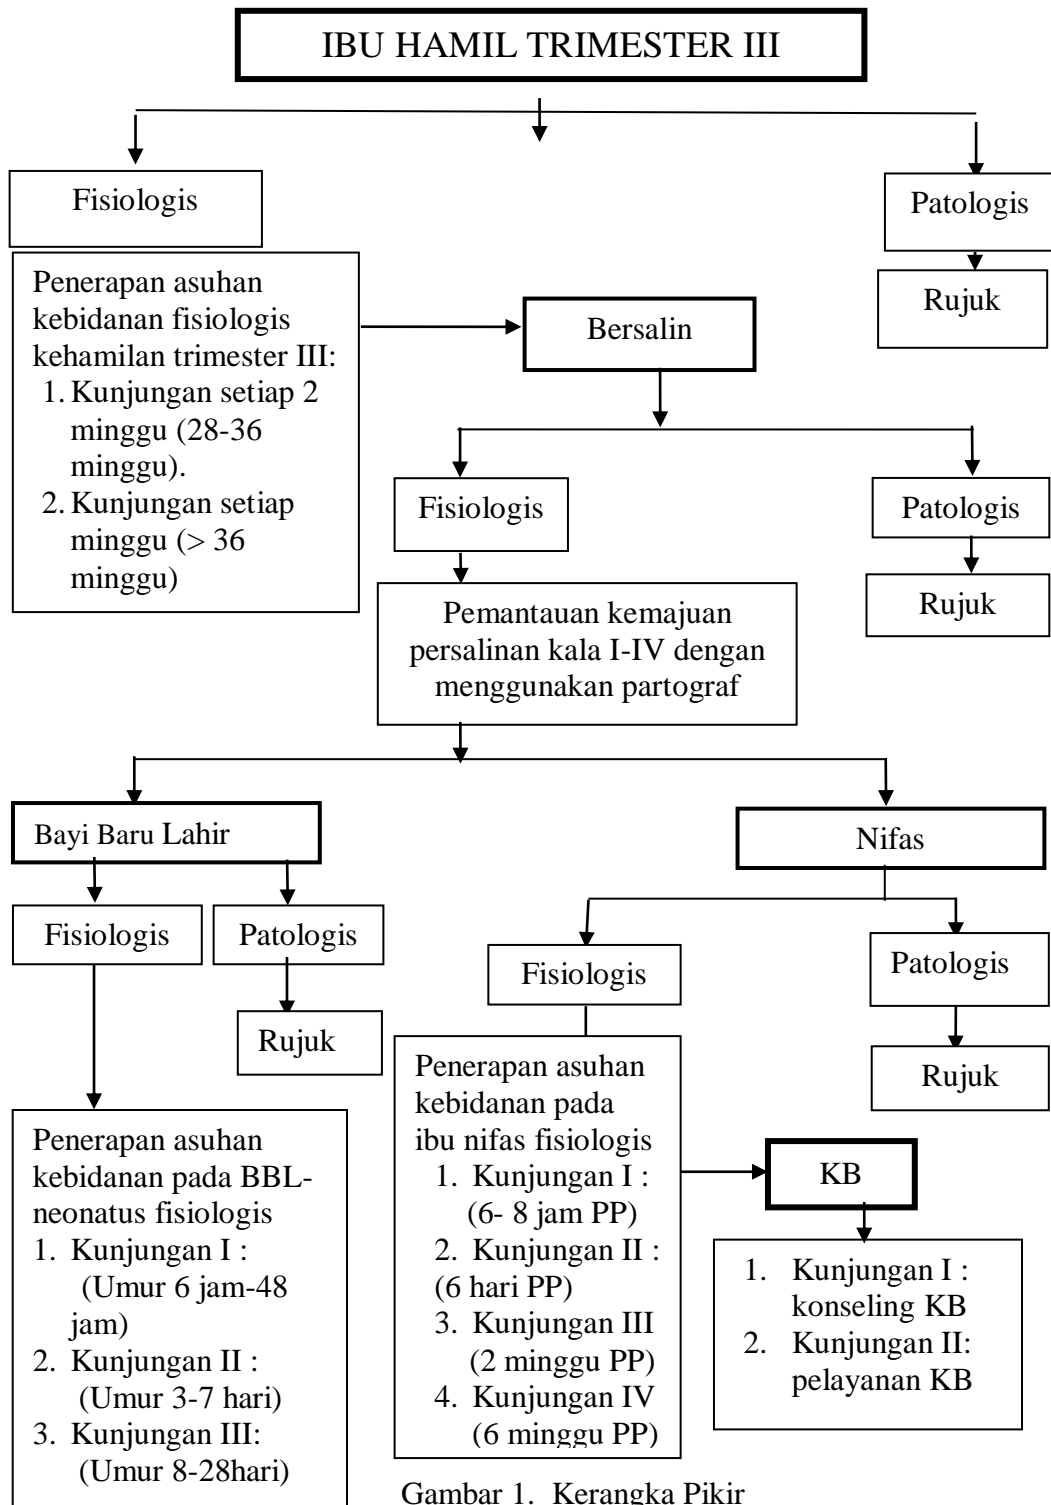 IBU HAMIL TRIMESTER III
Fisiologis
Patologis
Penerapan asuhan
kebidanan fisiologis
kehamilan trimester III:
1. Kunjungan setiap 2
minggu (28-36
minggu).
2. Kunjungan setiap
minggu (> 36
minggu)
Rujuk
Bersalin
Fisiologis
Patologis
Rujuk
Pemantauan kemajuan
persalinan kala I-IV dengan
menggunakan partograf
Bayi Baru Lahir
Nifas
Fisiologis
Patologis
Rujuk
Fisiologis
Patologis
Rujuk
Penerapan asuhan
kebidanan pada BBL-
neonatus fisiologis
1. Kunjungan I :
(Umur 6 jam-48
jam)
2. Kunjungan II :
(Umur 3-7 hari)
3. Kunjungan III:
(Umur 8-28hari)
Penerapan asuhan
kebidanan pada
ibu nifas fisiologis
1. Kunjungan I :
(6- 8 jam PP)
2. Kunjungan II :
(6 hari PP)
3. Kunjungan III
(2 minggu PP)
4. Kunjungan IV
(6 minggu PP)
KB
1. Kunjungan I :
konseling KB
2. Kunjungan II:
pelayanan KB
Gambar 1. Kerangka Pikir